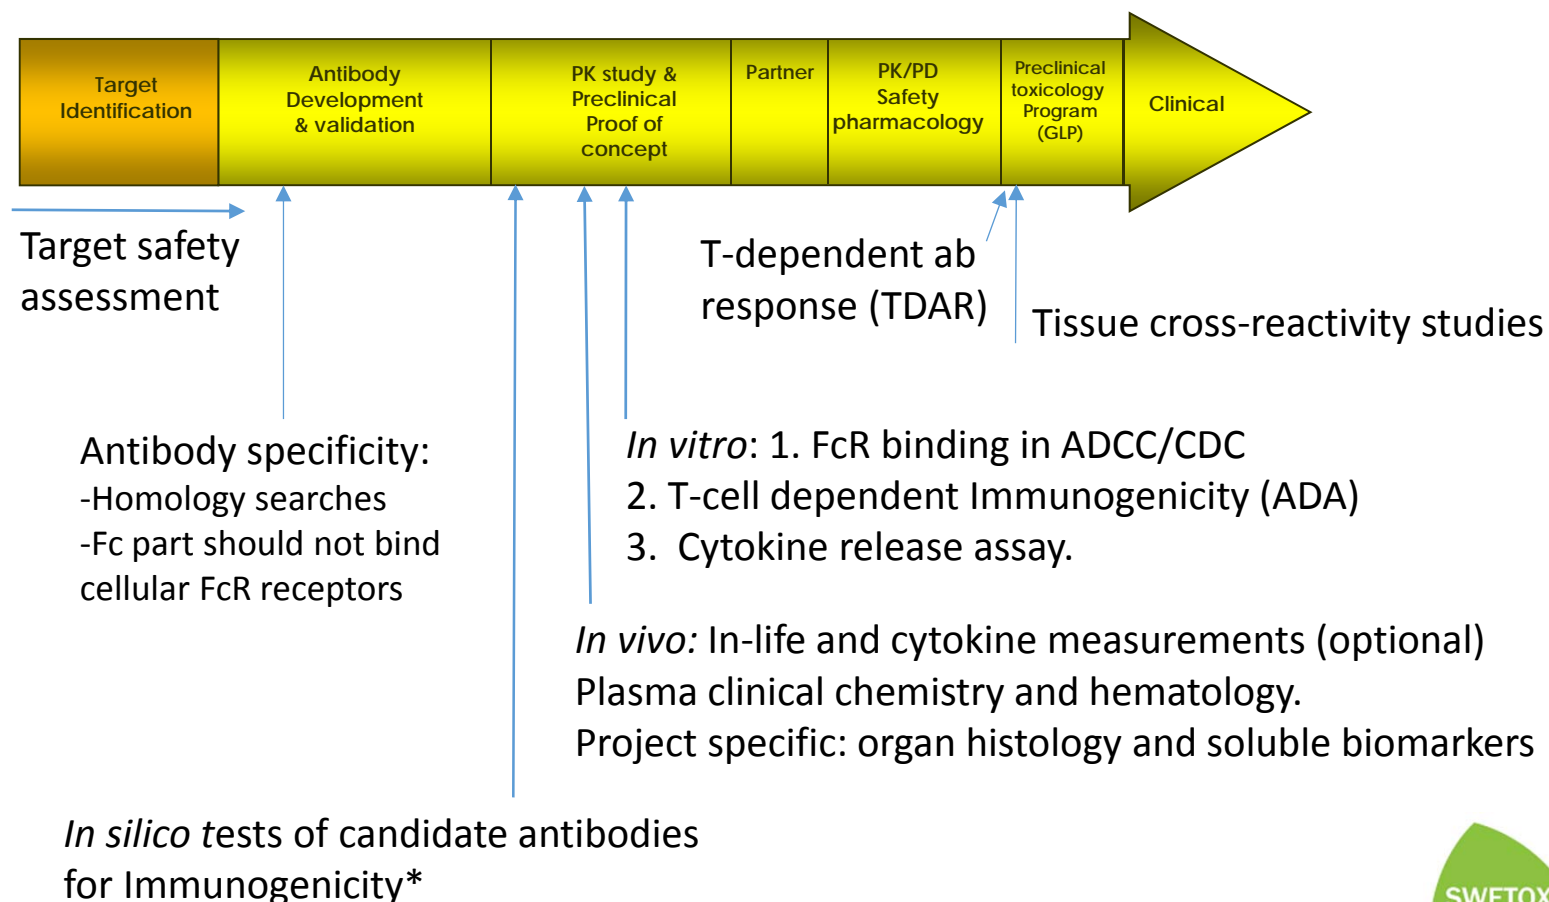 Target
Identification
Antibody
Development
& validation
PK study &
Preclinical
Proof of
concept
Partner
PK/PD
Safety
pharmacology
Preclinical
toxicology
Program
(GLP)
Clinical
Target safety
assessment
T-dependent ab
response (TDAR)
Tissue cross-reactivity studies
Antibody specificity:
-Homology searches
-Fc part should not bind
cellular FcR receptors
In vitro: 1. FcR binding in ADCC/CDC
2. T-cell dependent Immunogenicity (ADA)
3. Cytokine release assay.
In vivo: In-life and cytokine measurements (optional)
Plasma clinical chemistry and hematology.
Project specific: organ histology and soluble biomarkers
In silico tests of candidate antibodies
for Immunogenicity*
SWETOX